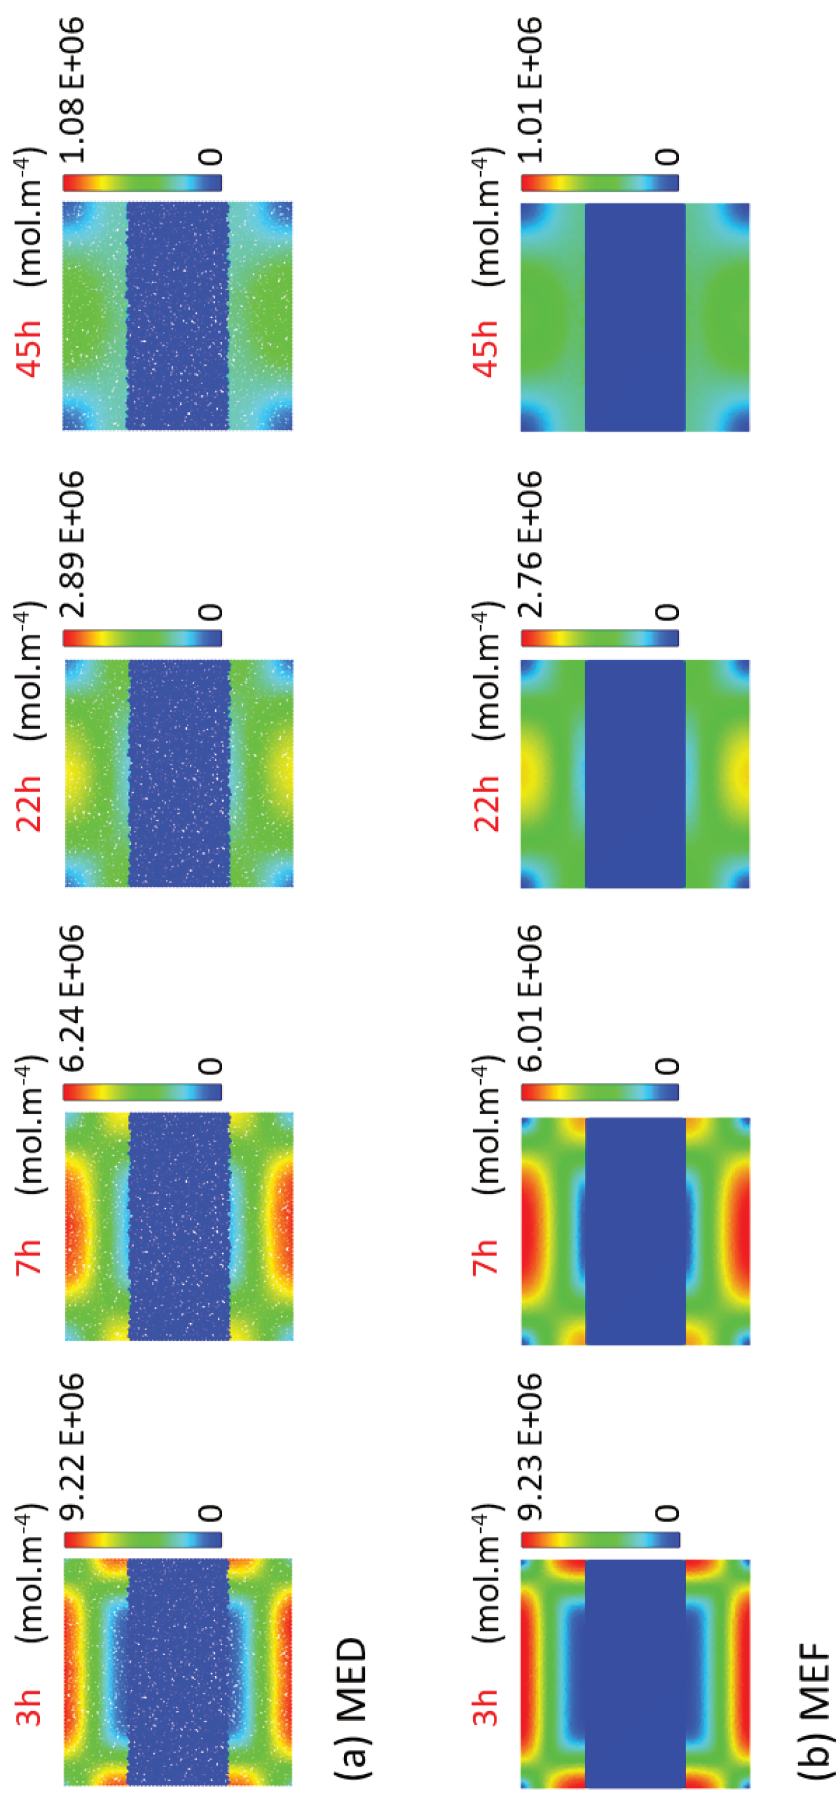 3h (mol.m⁻⁴) 7h (mol.m⁻⁴) 22h (mol.m⁻⁴) 45h (mol.m⁻⁴)
9.22 E+06 6.24 E+06 2.89 E+06 1.08 E+06
0 0 0 0
(a) MED
3h (mol.m⁻⁴) 7h (mol.m⁻⁴) 22h (mol.m⁻⁴) 45h (mol.m⁻⁴)
9.23 E+06 6.01 E+06 2.76 E+06 1.01 E+06
0 0 0 0
(b) MEF